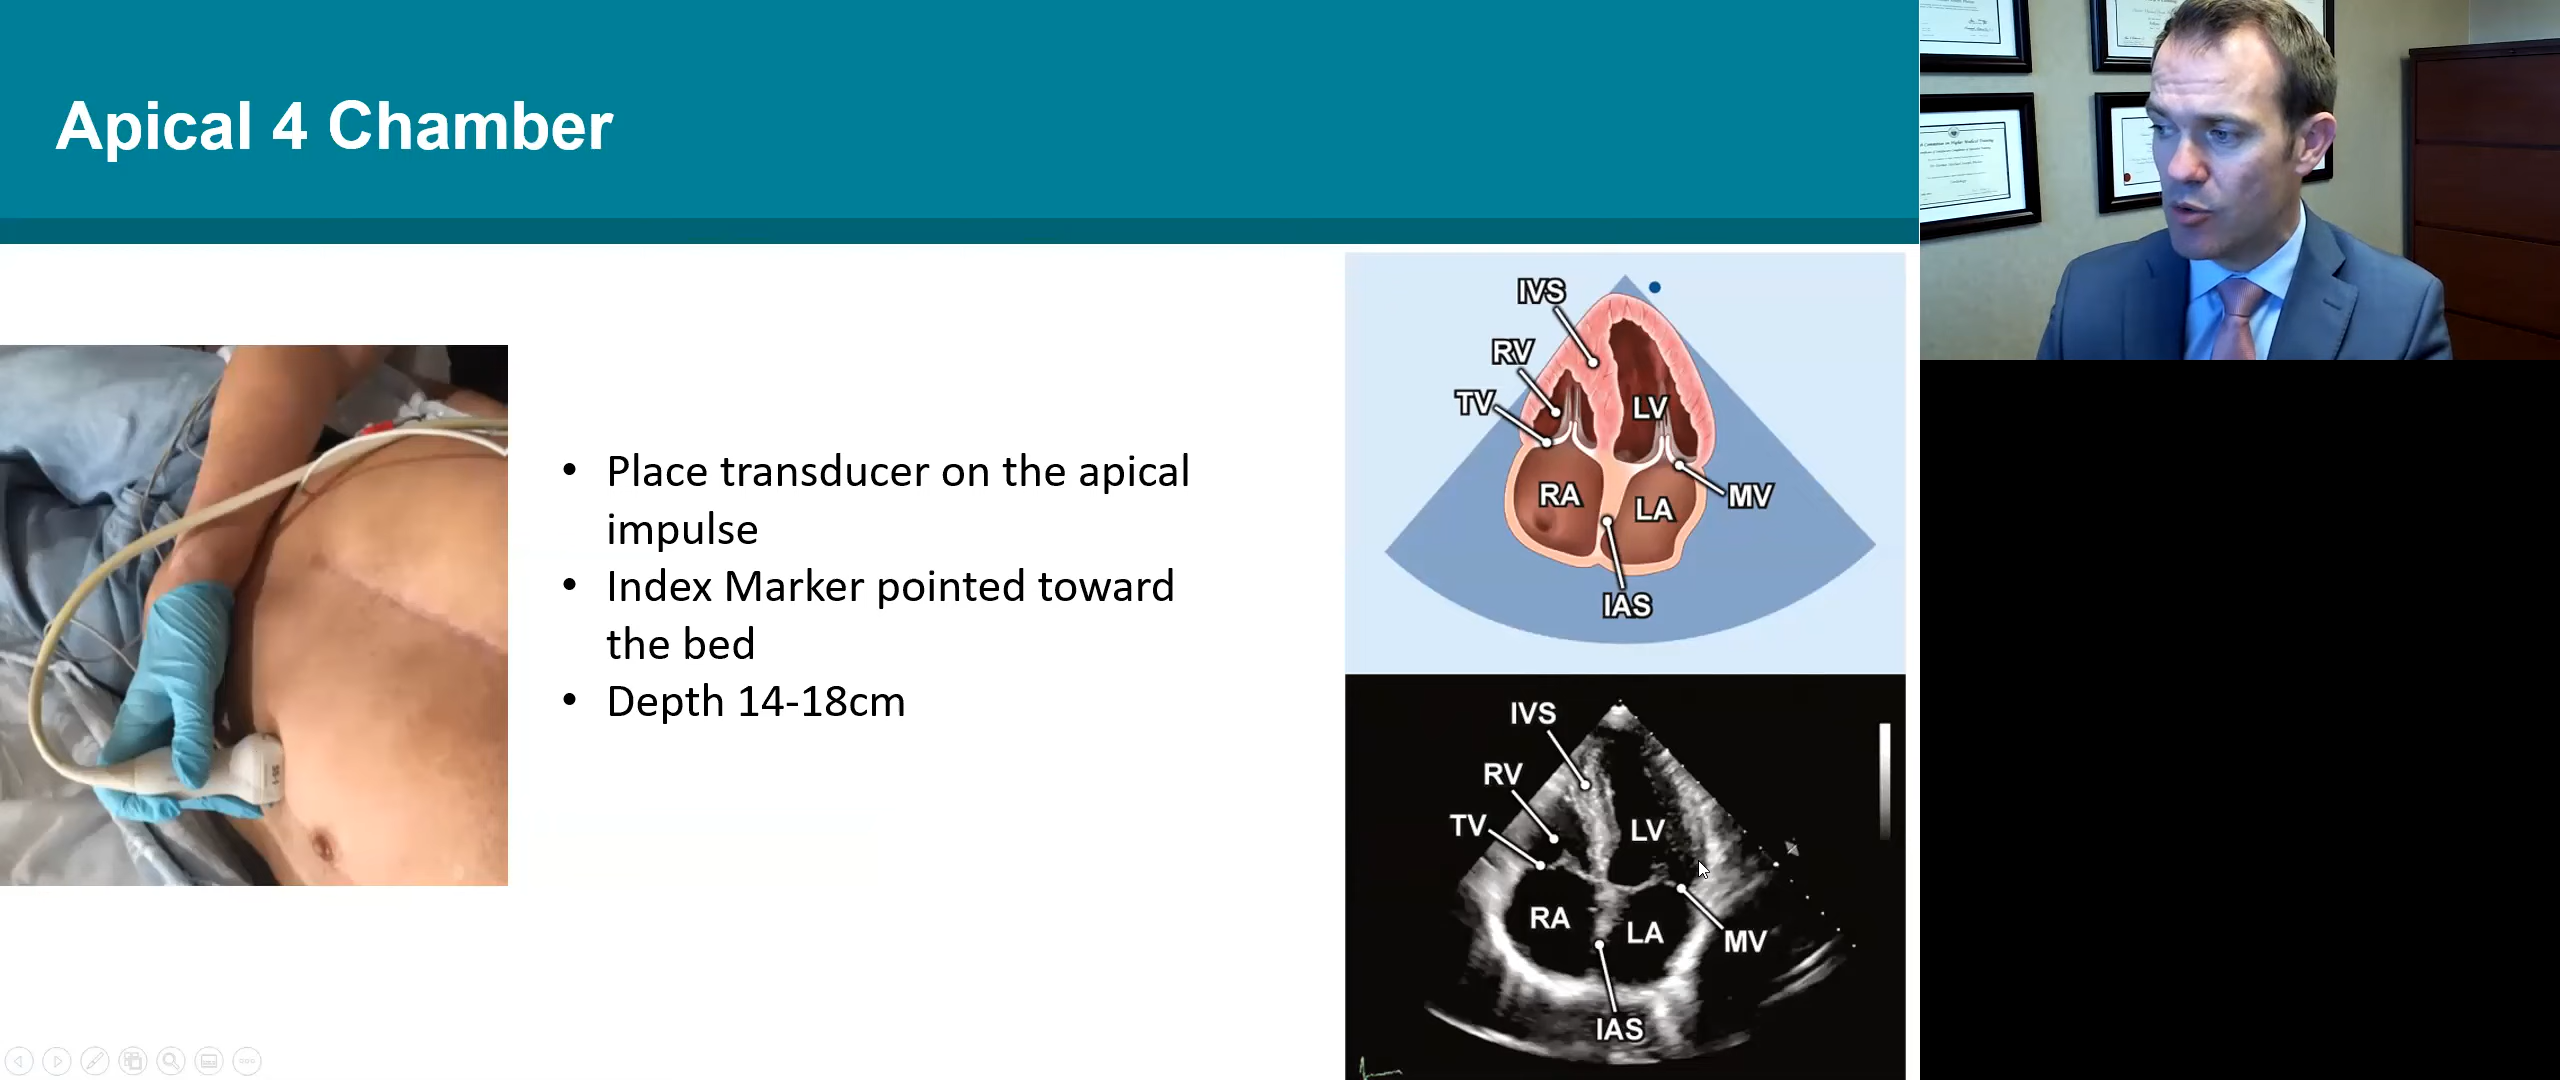 Apical 4 Chamber
• Place transducer on the apical
impulse
• Index Marker pointed toward
the bed
• Depth 14-18cm
IVS
RV
TV
LV
RA
LA
MV
IAS
IVS
RV
TV
LV
RA
LA
MV
IAS